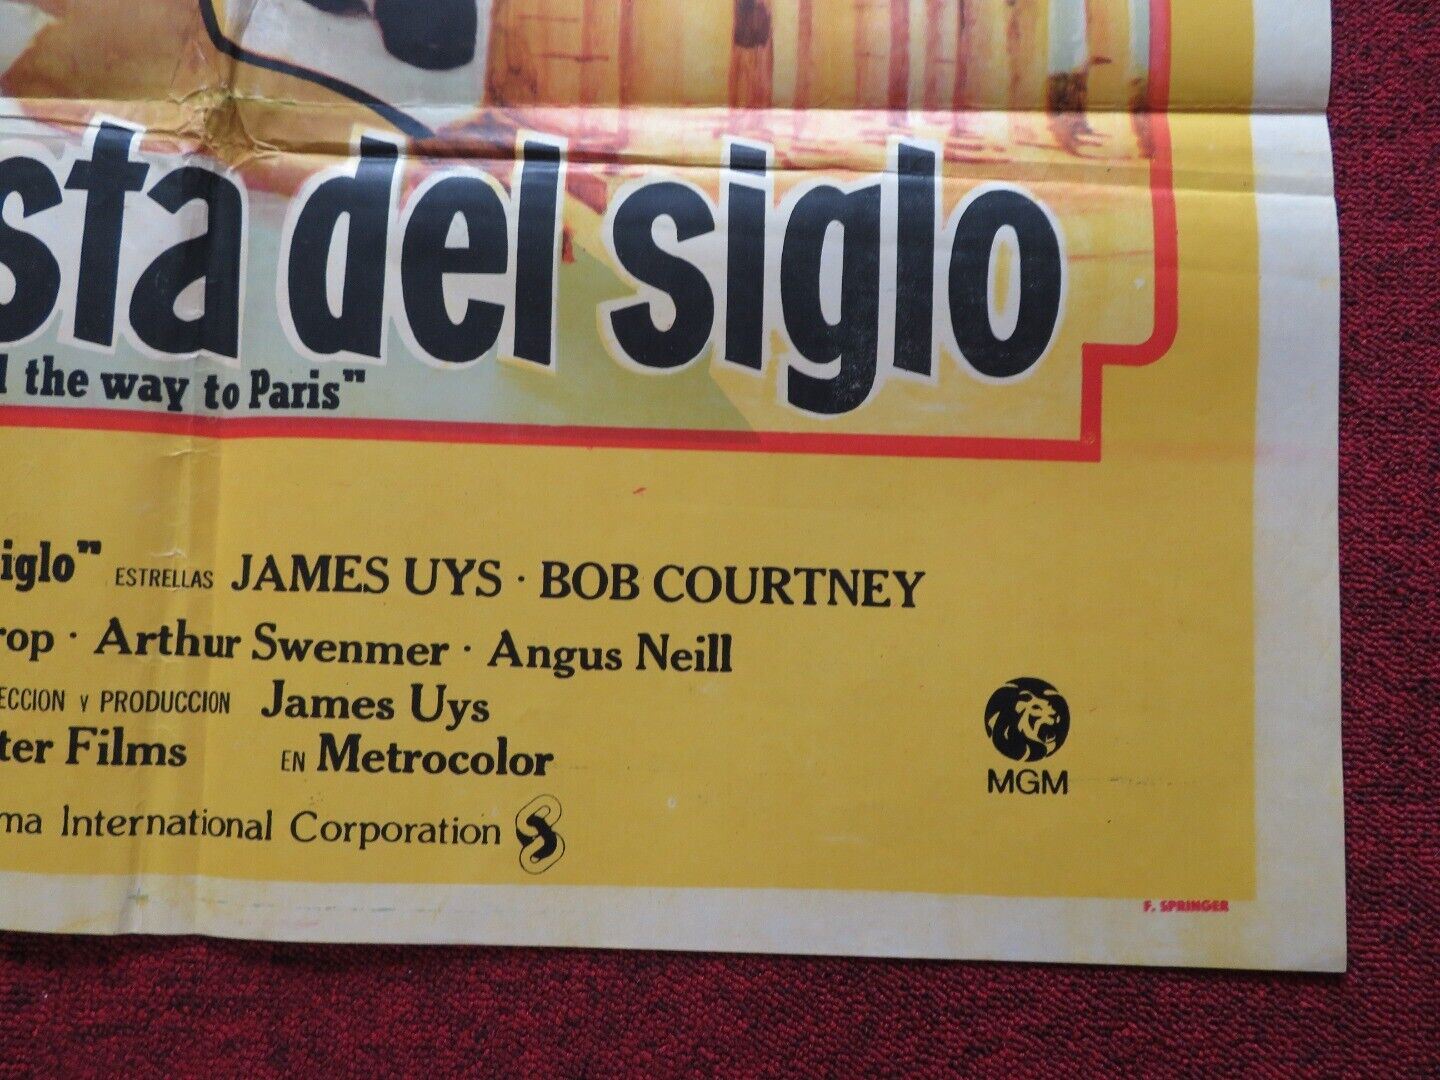 sta del siglo
the way to Paris"
iglo" ESTRELLAS JAMES UYS · BOB COURTNEY
rop · Arthur Swenmer · Angus Neill
ECCION y PRODUCCION James Uys
ter Films EN Metrocolor
MGM
ma International Corporation
F. SPRINGER